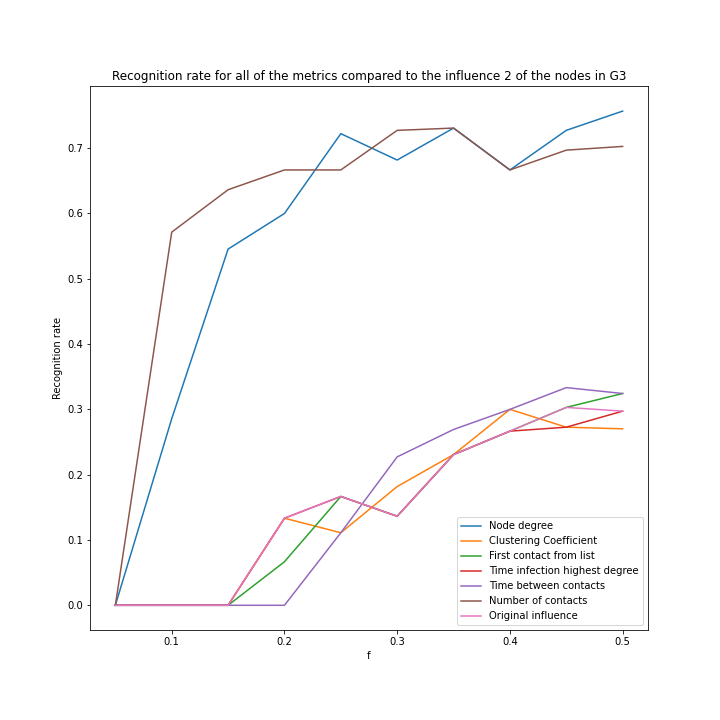 Recognition rate for all of the metrics compared to the influence 2 of the nodes in G3
Recognition rate
0.7
0.6
0.5
0.4
0.3
0.2
0.1
0.0
0.1
0.2
0.3
0.4
0.5
f
Node degree
Clustering Coefficient
First contact from list
Time infection highest degree
Time between contacts
Number of contacts
Original influence